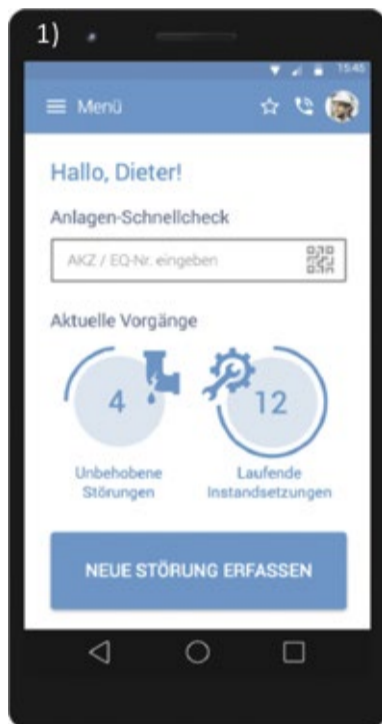 1)
15:45
Menü
Hallo, Dieter!
Anlagen-Schnellcheck
AKZ / EQ-Nr. eingeben
Aktuelle Vorgänge
4
12
Unbehobene
Störungen
Laufende
Instandsetzungen
NEUE STÖRUNG ERFASSEN